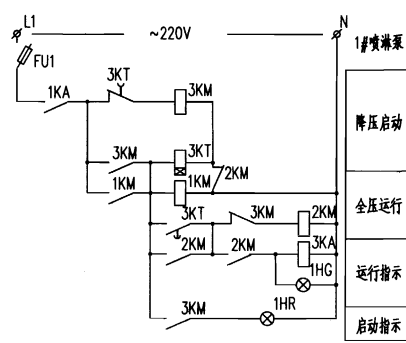 L1 ~220V N
1#喷淋泵
FU1
1KA 3KT 3KM
降压启动
3KM 3KT 2KM
1KM 1KM
全压运行
3KT 3KM 2KM
2KM 2KM 3KA
1HG
运行指示
3KM 1HR
启动指示